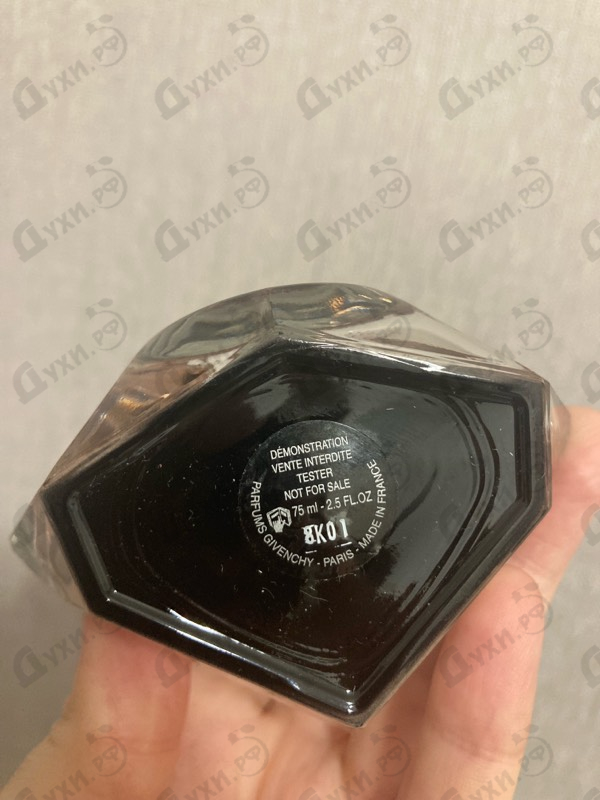 DÉMONSTRATION
VENTE INTERDITE
TESTER
NOT FOR SALE
75 ml - 2.5 FL.OZ
8K01
PARFUMS GIVENCHY - PARIS - MADE IN FRANCE
Духи.РФ